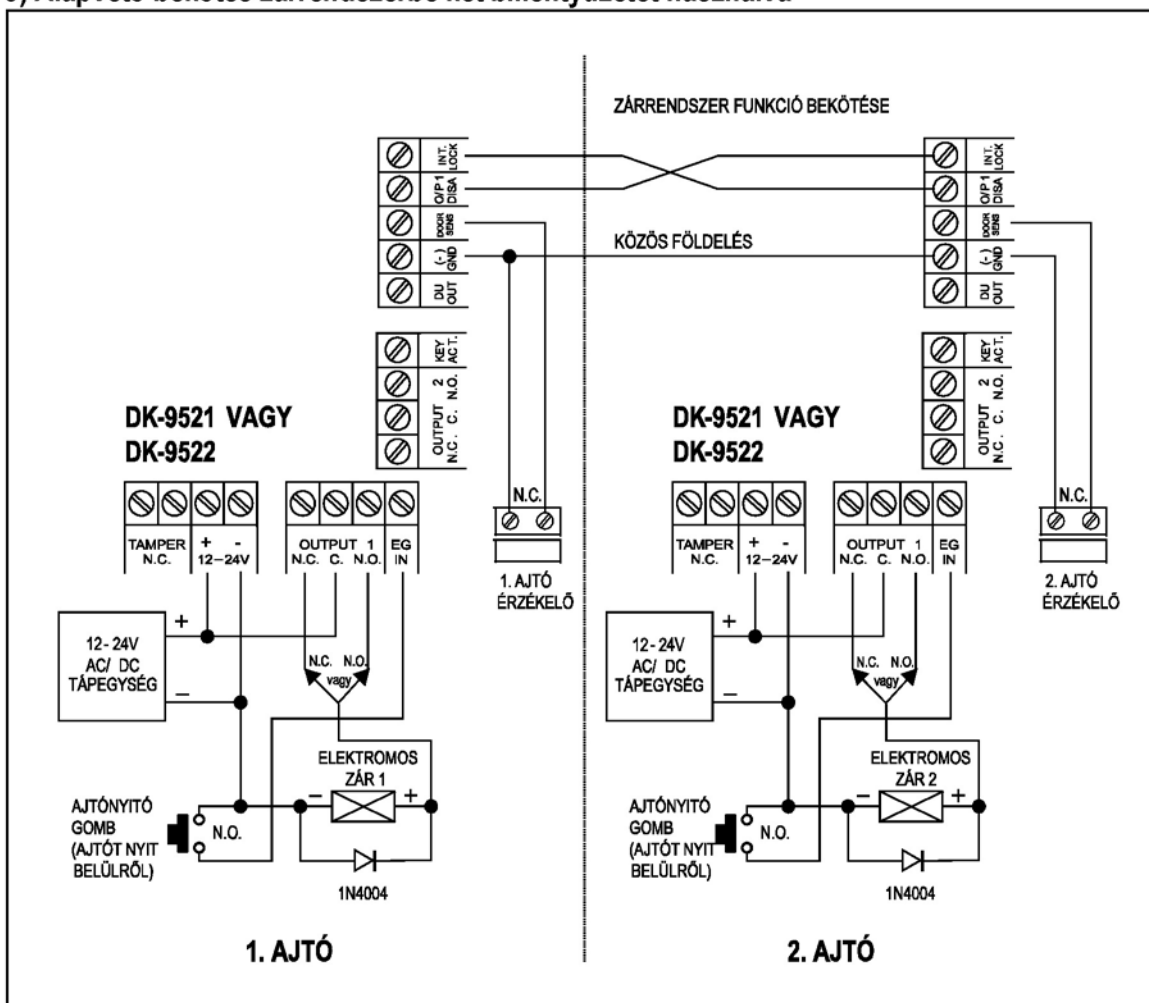 ZÁRRENDSZER FUNKCIÓ BEKÖTÉSE
INT. LOCK
O/P1 DISA
DOOR SENS
(-) GND
DU OUT
KÖZÖS FÖLDELÉS
INT. LOCK
O/P1 DISA
DOOR SENS
(-) GND
DU OUT
KEY ACT.
OUTPUT 2
N.C. C. N.O.
KEY ACT.
OUTPUT 2
N.C. C. N.O.
DK-9521 VAGY
DK-9522
N.C.
TAMPER + - OUTPUT 1 EG
N.C. 12-24V N.C. C. N.O. IN
1. AJTÓ
ÉRZÉKELŐ
12-24V
AC/ DC
TÁPEGYSÉG
+
−
N.C. N.O.
vagy
ELEKTROMOS
ZÁR 1
− +
AJTÓNYITÓ
GOMB
(AJTÓT NYIT
BELÜLRŐL)
N.O.
1N4004
1. AJTÓ
DK-9521 VAGY
DK-9522
N.C.
TAMPER + - OUTPUT 1 EG
N.C. 12-24V N.C. C. N.O. IN
2. AJTÓ
ÉRZÉKELŐ
12-24V
AC/ DC
TÁPEGYSÉG
+
−
N.C. N.O.
vagy
ELEKTROMOS
ZÁR 2
− +
AJTÓNYITÓ
GOMB
(AJTÓT NYIT
BELÜLRŐL)
N.O.
1N4004
2. AJTÓ